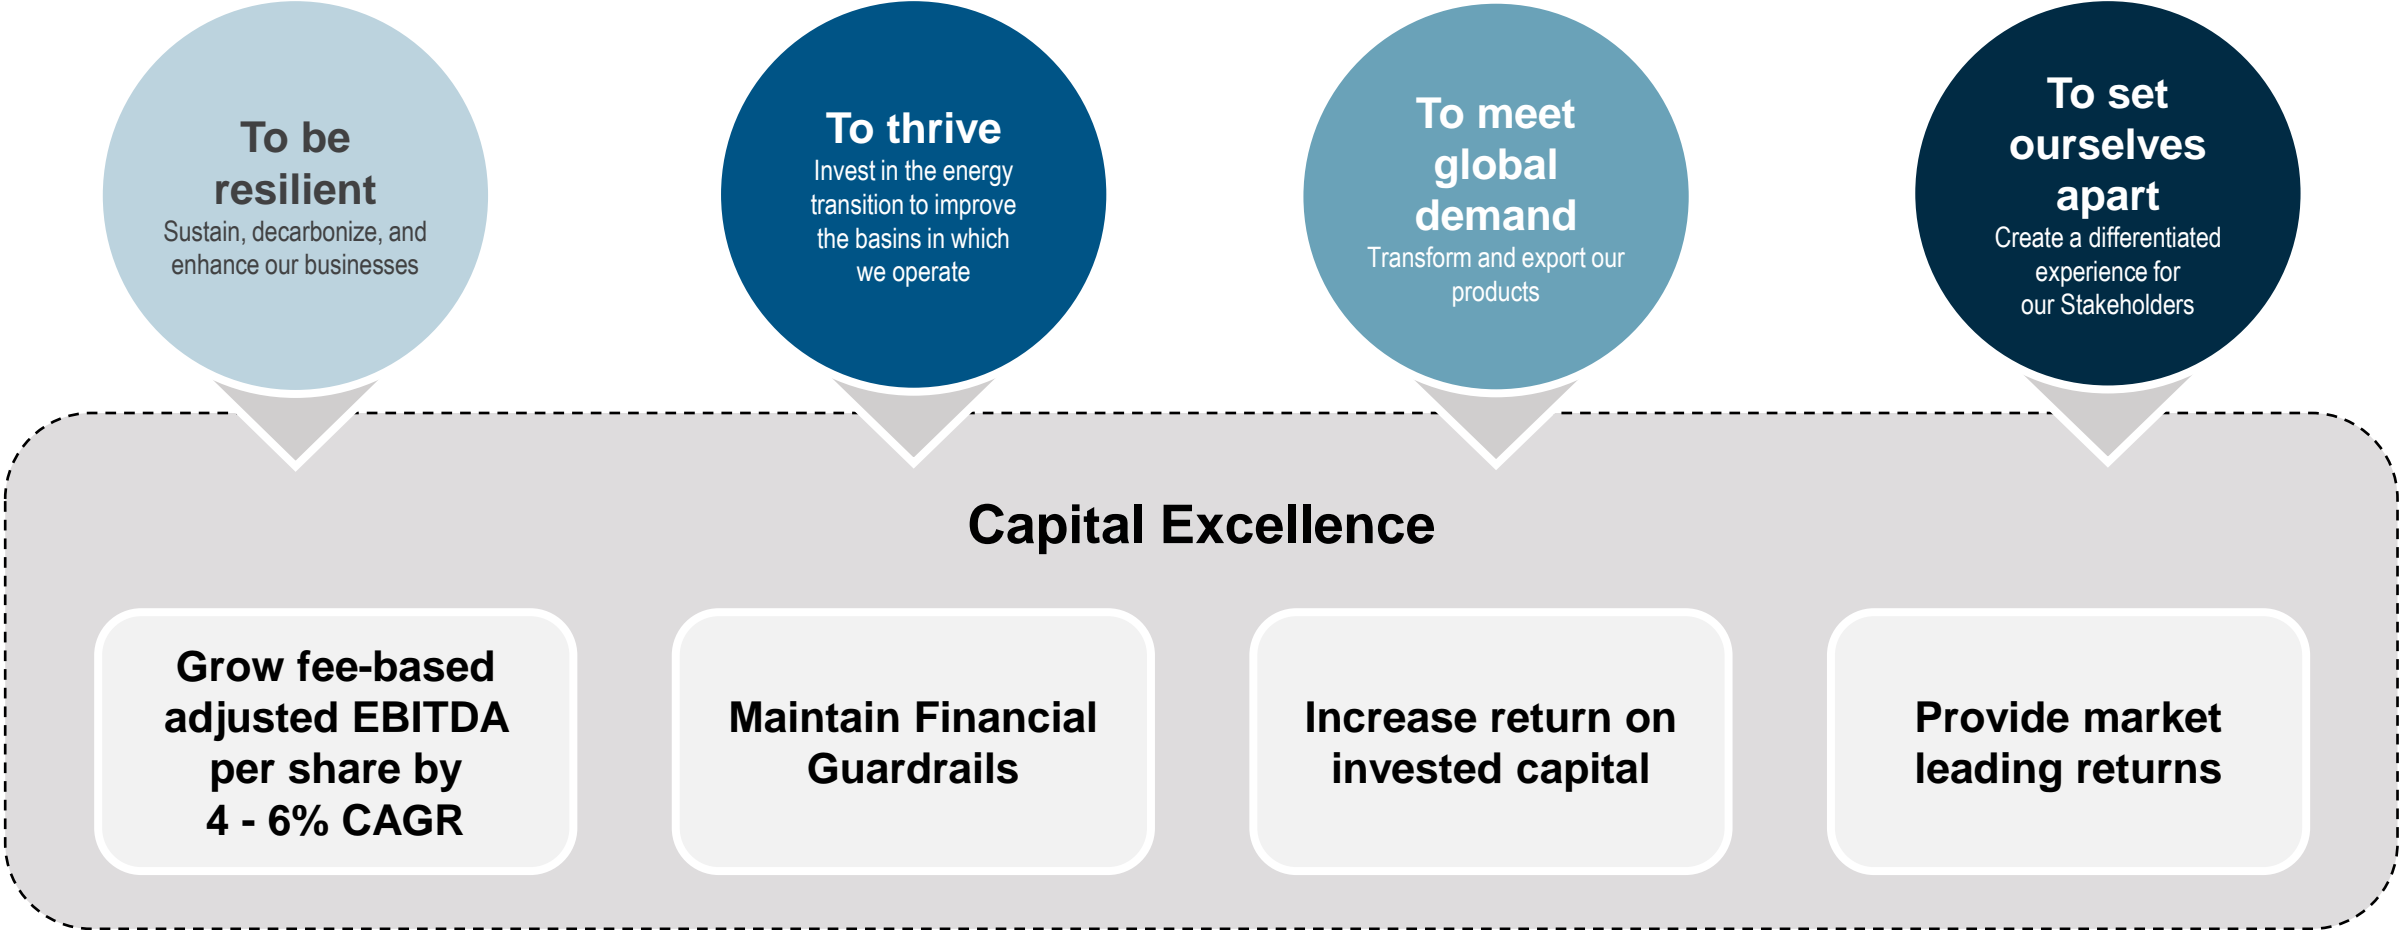 To be
resilient
Sustain, decarbonize, and
enhance our businesses
To thrive
Invest in the energy
transition to improve
the basins in which
we operate
To meet
global
demand
Transform and export our
products
To set
ourselves
apart
Create a differentiated
experience for
our Stakeholders
Capital Excellence
Grow fee-based
adjusted EBITDA
per share by
4 - 6% CAGR
Maintain Financial
Guardrails
Increase return on
invested capital
Provide market
leading returns